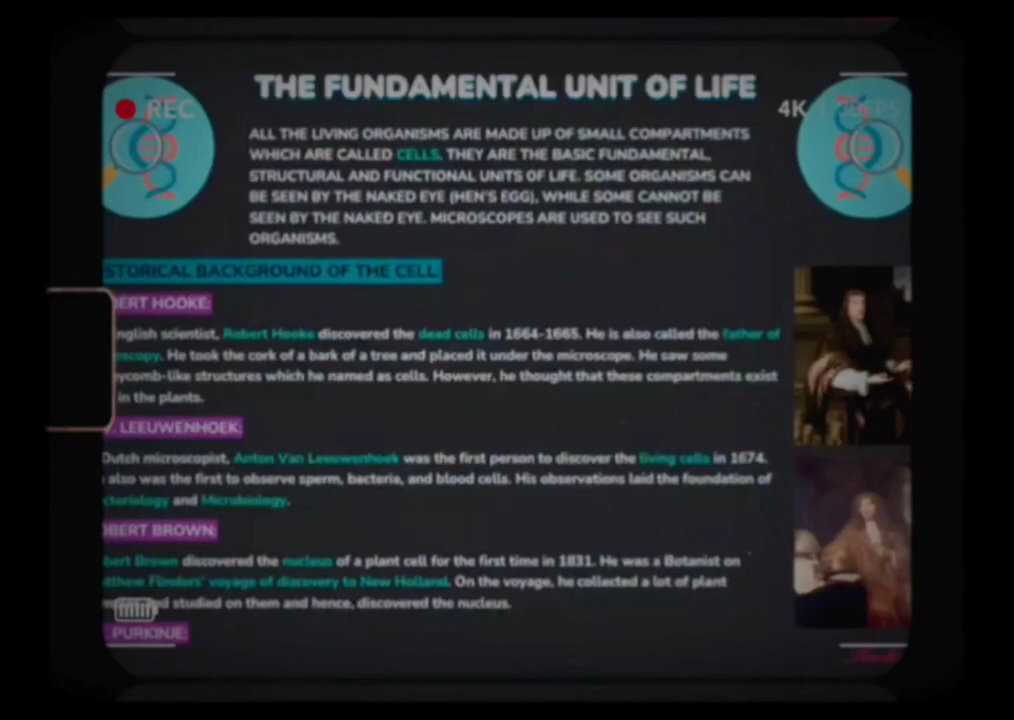 THE FUNDAMENTAL UNIT OF LIFE
REC
4K | 30FPS
ALL THE LIVING ORGANISMS ARE MADE UP OF SMALL COMPARTMENTS
WHICH ARE CALLED CELLS. THEY ARE THE BASIC FUNDAMENTAL,
STRUCTURAL AND FUNCTIONAL UNITS OF LIFE. SOME ORGANISMS CAN
BE SEEN BY THE NAKED EYE (HEN'S EGG), WHILE SOME CANNOT BE
SEEN BY THE NAKED EYE. MICROSCOPES ARE USED TO SEE SUCH
ORGANISMS.
STORICAL BACKGROUND OF THE CELL
BERT HOOKE:
nglish scientist, Robert Hooke discovered the dead cells in 1664-1665. He is also called the father of
oscopy. He took the cork of a bark of a tree and placed it under the microscope. He saw some
ycomb-like structures which he named as cells. However, he thought that these compartments exist
in the plants.
. LEEUWENHOEK:
Dutch microscopist, Anton Van Leeuwenhoek was the first person to discover the living cells in 1674.
also was the first to observe sperm, bacteria, and blood cells. His observations laid the foundation of
cteriology and Microbiology.
OBERT BROWN:
bert Brown discovered the nucleus of a plant cell for the first time in 1831. He was a Botanist on
tthew Flinders' voyage of discovery to New Holland. On the voyage, he collected a lot of plant
d studied on them and hence, discovered the nucleus.
. PURKINJE: